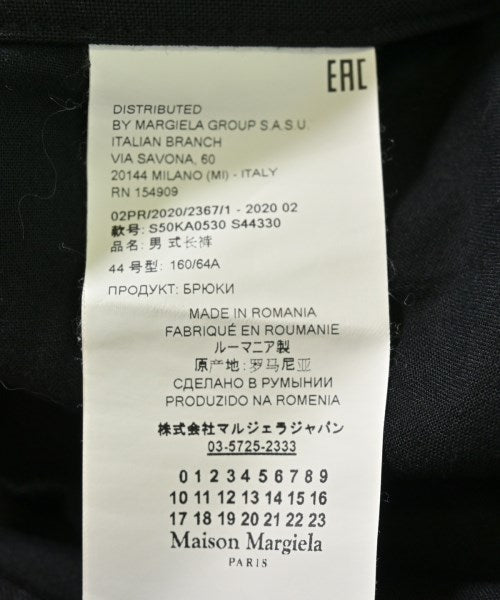 EAC
DISTRIBUTED
BY MARGIELA GROUP S.A.S.U.
ITALIAN BRANCH
VIA SAVONA, 60
20144 MILANO (MI) - ITALY
RN 154909
02PR/2020/2367/1 - 2020 02
款号: S50KA0530 S44330
品名: 男 式长裤
44 号型: 160/64A
ПРОДУКТ: БРЮКИ
MADE IN ROMANIA
FABRIQUÉ EN ROUMANIE
ルーマニア製
原产地: 罗马尼亚
СДЕЛАНО В РУМЫНИИ
PRODUZIDO NA ROMENIA
株式会社マルジェラジャパン
03-5725-2333
0 1 2 3 4 5 6 7 8 9
10 11 12 13 14 15 16
17 18 19 20 21 22 23
Maison Margiela
PARIS